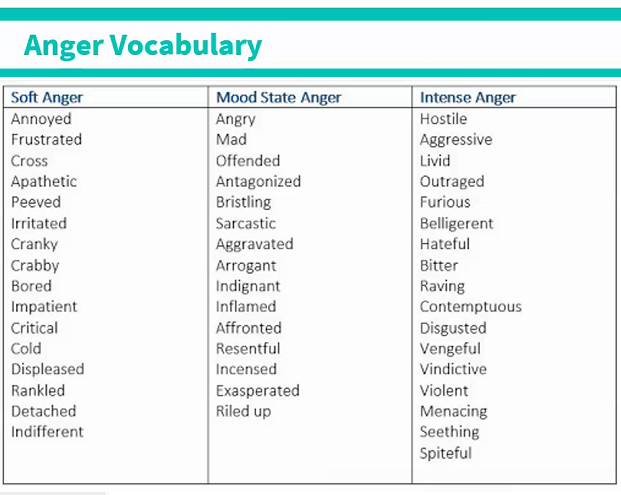 Anger Vocabulary
Soft Anger Mood State Anger Intense Anger
Annoyed Angry Hostile
Frustrated Mad Aggressive
Cross Offended Livid
Apathetic Antagonized Outraged
Peeved Bristling Furious
Irritated Sarcastic Belligerent
Cranky Aggravated Hateful
Crabby Arrogant Bitter
Bored Indignant Raving
Impatient Inflamed Contemptuous
Critical Affronted Disgusted
Cold Resentful Vengeful
Displeased Incensed Vindictive
Rankled Exasperated Violent
Detached Riled up Menacing
Indifferent Seething
Spiteful